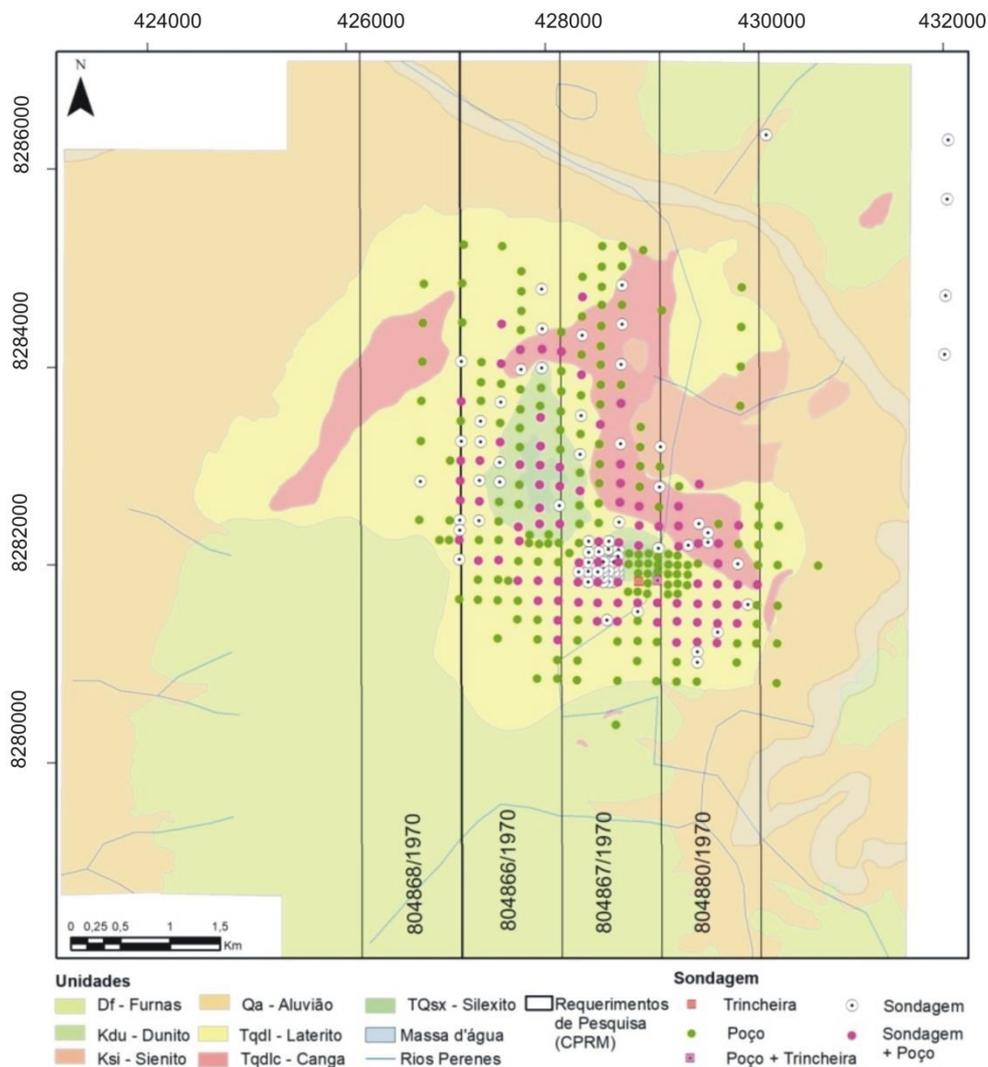 424000 426000 428000 430000 432000
N
8286000
8284000
8282000
8280000
804868/1970
804866/1970
804867/1970
804880/1970
0 0,25 0,5 1 1,5
Km
Unidades
Df - Furnas
Qa - Aluvião
TQsx - Silexito
Requerimentos
de Pesquisa
(CPRM)
Kdu - Dunito
Tqdl - Laterito
Massa d'água
Ksi - Sienito
Tqdlc - Canga
Rios Perenes
Sondagem
Trincheira
Sondagem
Poço
Sondagem
+ Poço
Poço + Trincheira